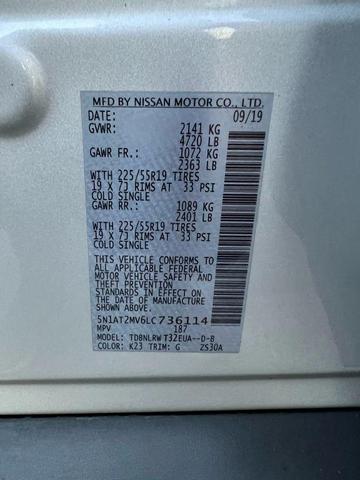 MFD BY NISSAN MOTOR CO., LTD.
DATE: 09/19
GVWR: 2141 KG
4720 LB
GAWR FR.: 1072 KG
2363 LB
WITH 225/55R19 TIRES
19 X 7J RIMS AT 33 PSI
COLD SINGLE
GAWR RR.: 1089 KG
2401 LB
WITH 225/55R19 TIRES
19 X 7J RIMS AT 33 PSI
COLD SINGLE
THIS VEHICLE CONFORMS
TO ALL APPLICABLE FEDERAL
MOTOR VEHICLE SAFETY AND
THEFT PREVENTION
STANDARDS IN EFFECT ON
THE DATE OF MANUFACTURE
SHOWN ABOVE.
5N1AT2MV6LC736114
MPV 187
MODEL: TDBNLRW T32EUA--D-B
COLOR: K23 TRIM: G ZS30A